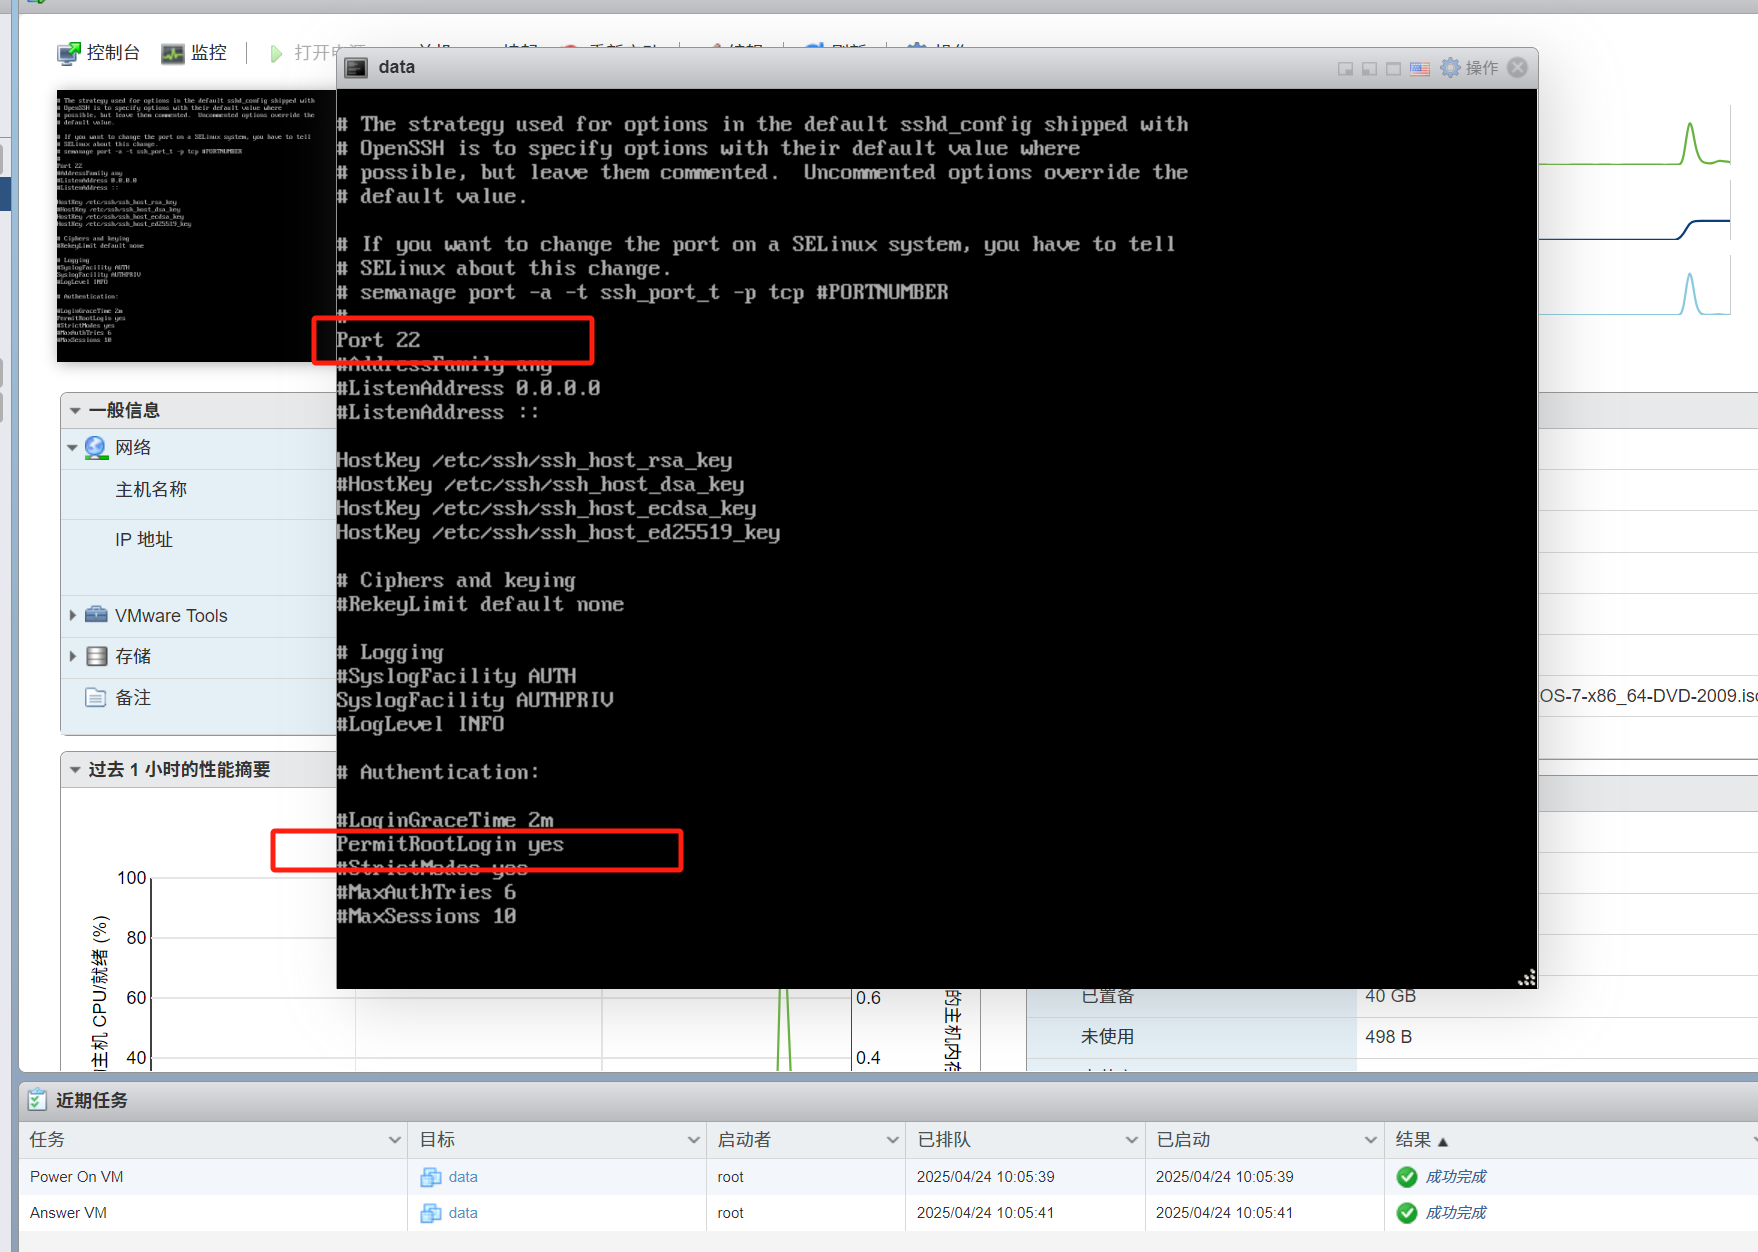 控制台
监控
data
操作
# The strategy used for options in the default sshd_config shipped with
# OpenSSH is to specify options with their default value where
# possible, but leave them commented.  Uncommented options override the
# default value.
# If you want to change the port on a SELinux system, you have to tell
# SELinux about this change.
# semanage port -a -t ssh_port_t -p tcp #PORTNUMBER
#
Port 22
#AddressFamily any
#ListenAddress 0.0.0.0
#ListenAddress ::
HostKey /etc/ssh/ssh_host_rsa_key
#HostKey /etc/ssh/ssh_host_dsa_key
HostKey /etc/ssh/ssh_host_ecdsa_key
HostKey /etc/ssh/ssh_host_ed25519_key
# Ciphers and keying
#RekeyLimit default none
# Logging
#SyslogFacility AUTH
SyslogFacility AUTHPRIV
#LogLevel INFO
# Authentication:
#LoginGraceTime 2m
PermitRootLogin yes
#StrictModes yes
#MaxAuthTries 6
#MaxSessions 10
一般信息
网络
主机名称
IP 地址
VMware Tools
存储
备注
OS-7-x86_64-DVD-2009.iso
过去 1 小时的性能摘要
100
80
60
40
主机 CPU/就绪 (%)
0.6
0.4
的主机内存
已置备 40 GB
未使用 498 B
近期任务
任务 目标 启动者 已排队 已启动 结果 ▲
Power On VM data root 2025/04/24 10:05:39 2025/04/24 10:05:39 成功完成
Answer VM data root 2025/04/24 10:05:41 2025/04/24 10:05:41 成功完成